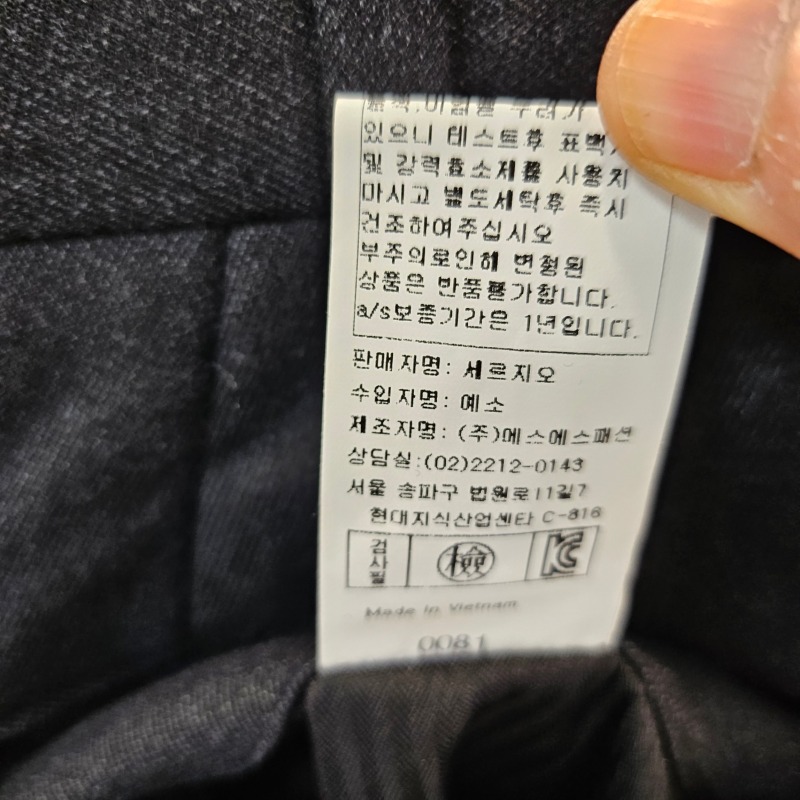 있으니 테스트후 표백
및 강력효소제품 사용치
마시고 별도세탁후 즉시
건조하여주십시오
부주의로인해 변형된
상품은 반품불가합니다.
a/s보증기간은 1년입니다.
판매자명: 세르지오
수입자명: 예소
제조자명: (주)에스에스패션
상담실:(02)2212-0143
서울 송파구 법원로11길7
현대지식산업센타 C-816
검사필 檢 KC
Made in Vietnam
0081